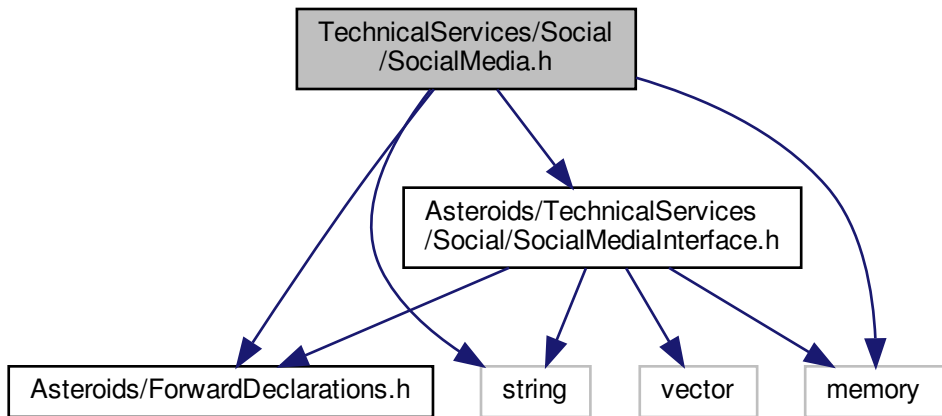 TechnicalServices/Social
/SocialMedia.h
Asteroids/TechnicalServices
/Social/SocialMediaInterface.h
Asteroids/ForwardDeclarations.h
string
vector
memory